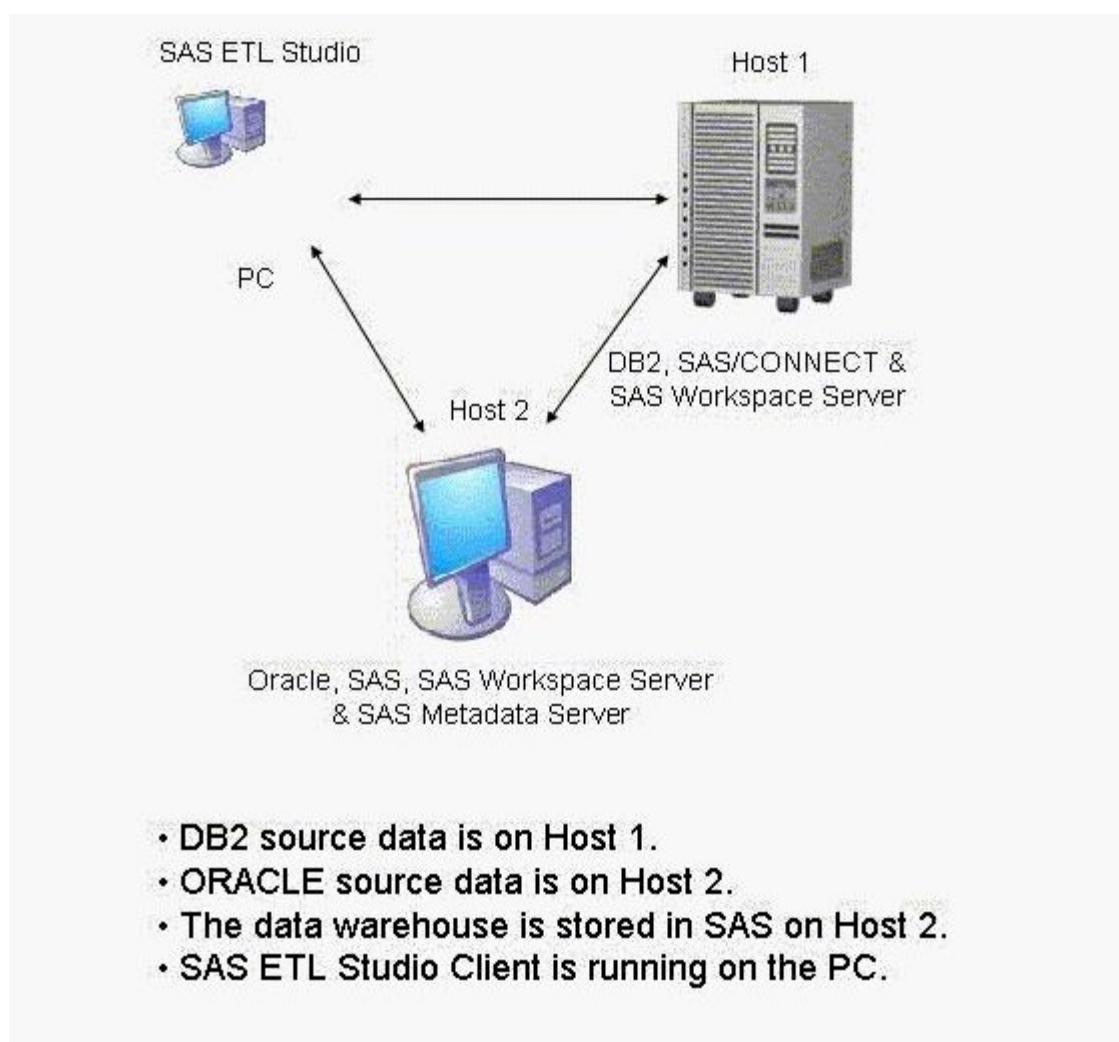 SAS ETL Studio
Host 1
PC
DB2, SAS/CONNECT &
SAS Workspace Server
Host 2
Oracle, SAS, SAS Workspace Server
& SAS Metadata Server
• DB2 source data is on Host 1.
• ORACLE source data is on Host 2.
• The data warehouse is stored in SAS on Host 2.
• SAS ETL Studio Client is running on the PC.